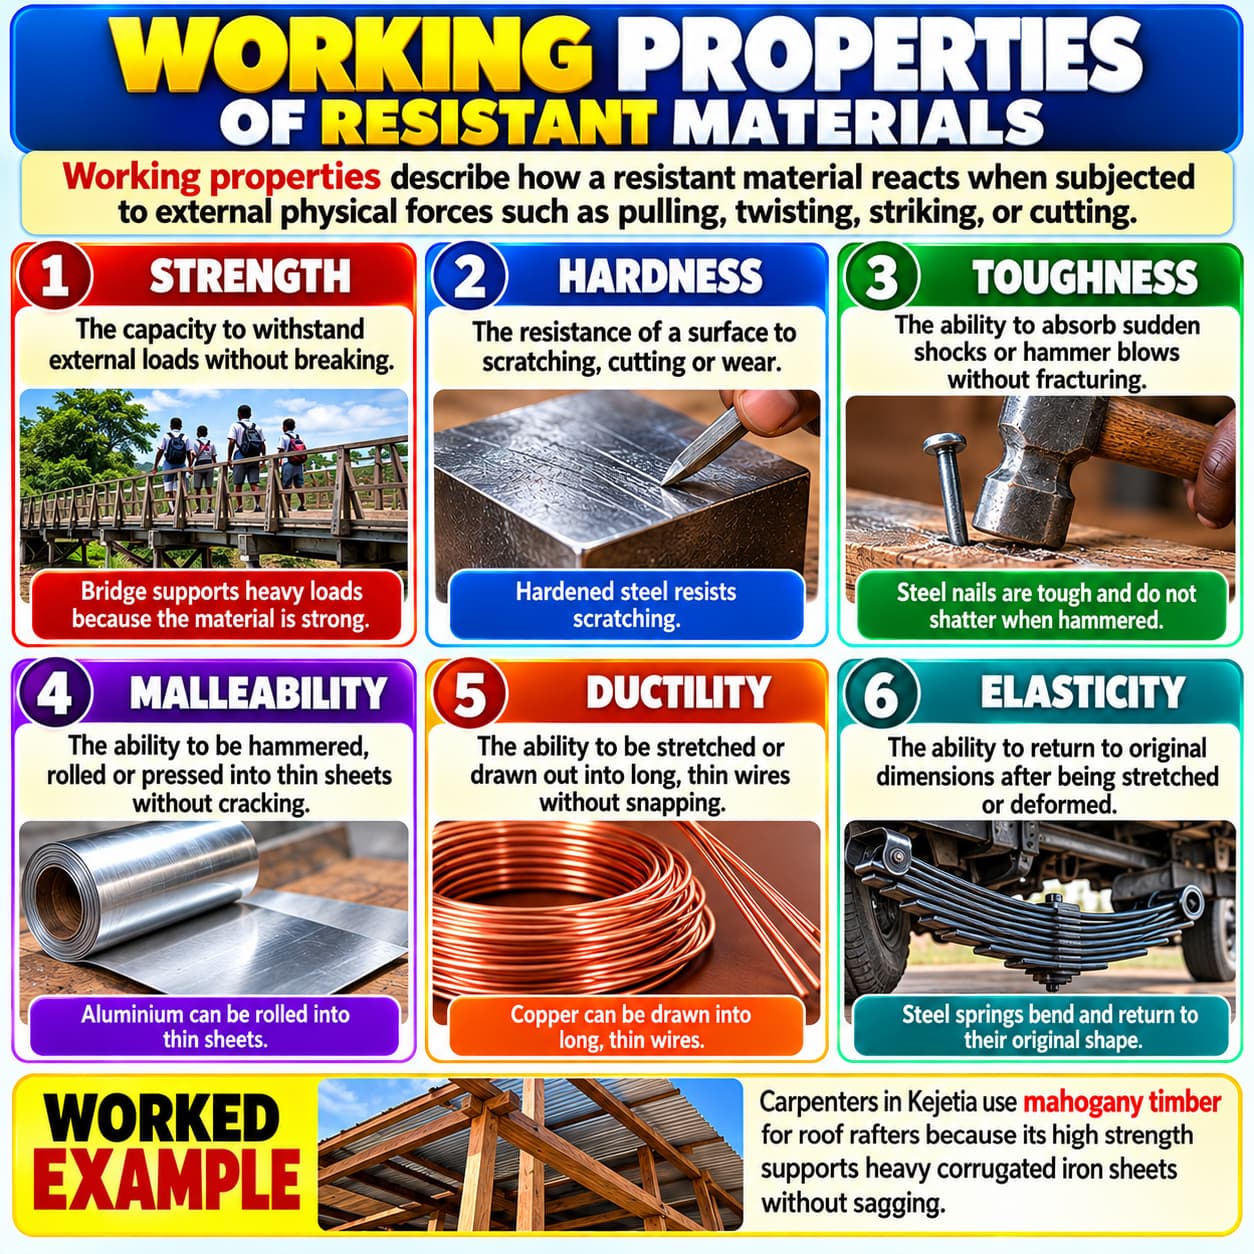 WORKING PROPERTIES
OF RESISTANT MATERIALS
Working properties describe how a resistant material reacts when subjected
to external physical forces such as pulling, twisting, striking, or cutting.
1 STRENGTH
The capacity to withstand
external loads without breaking.
Bridge supports heavy loads
because the material is strong.
2 HARDNESS
The resistance of a surface to
scratching, cutting or wear.
Hardened steel resists
scratching.
3 TOUGHNESS
The ability to absorb sudden
shocks or hammer blows
without fracturing.
Steel nails are tough and do not
shatter when hammered.
4 MALLEABILITY
The ability to be hammered,
rolled or pressed into thin sheets
without cracking.
Aluminium can be rolled into
thin sheets.
5 DUCTILITY
The ability to be stretched or
drawn out into long, thin wires
without snapping.
Copper can be drawn into
long, thin wires.
6 ELASTICITY
The ability to return to original
dimensions after being stretched
or deformed.
Steel springs bend and return to
their original shape.
WORKED
EXAMPLE
Carpenters in Kejetia use mahogany timber
for roof rafters because its high strength
supports heavy corrugated iron sheets
without sagging.